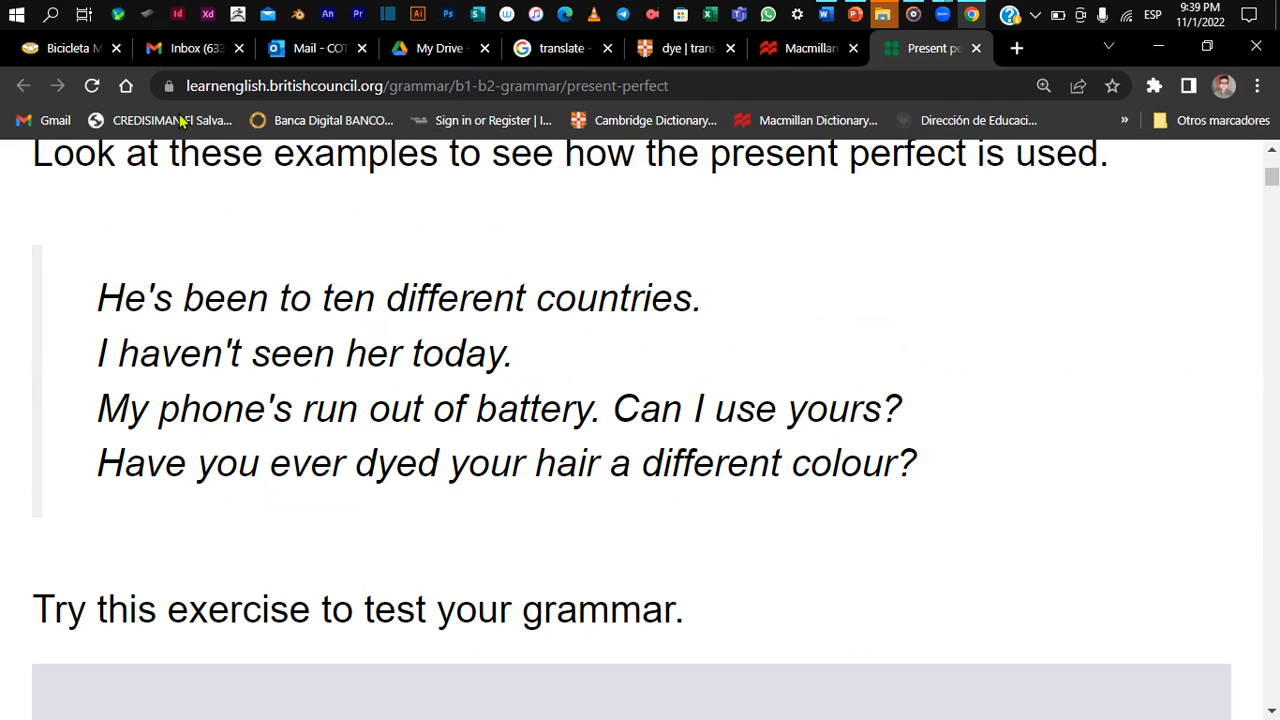 9:39 PM
ESP
11/1/2022
Bicicleta M
Inbox (633
Mail - COT
My Drive -
translate -
dye | trans
Macmillan
Present pe
learnenglish.britishcouncil.org/grammar/b1-b2-grammar/present-perfect
Gmail
CREDISIMAN El Salva...
Banca Digital BANCO...
Sign in or Register | I...
Cambridge Dictionary...
Macmillan Dictionary...
Dirección de Educaci...
»
Otros marcadores
Look at these examples to see how the present perfect is used.
He's been to ten different countries.
I haven't seen her today.
My phone's run out of battery. Can I use yours?
Have you ever dyed your hair a different colour?
Try this exercise to test your grammar.